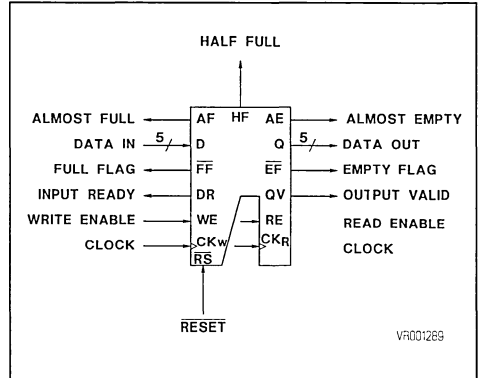 HALF FULL
ALMOST FULL AF HF AE ALMOST EMPTY
DATA IN 5 D Q 5 DATA OUT
FULL FLAG FF EF EMPTY FLAG
INPUT READY DR QV OUTPUT VALID
WRITE ENABLE WE RE READ ENABLE
CLOCK CKW CKR CLOCK
RS
RESET
VR001289